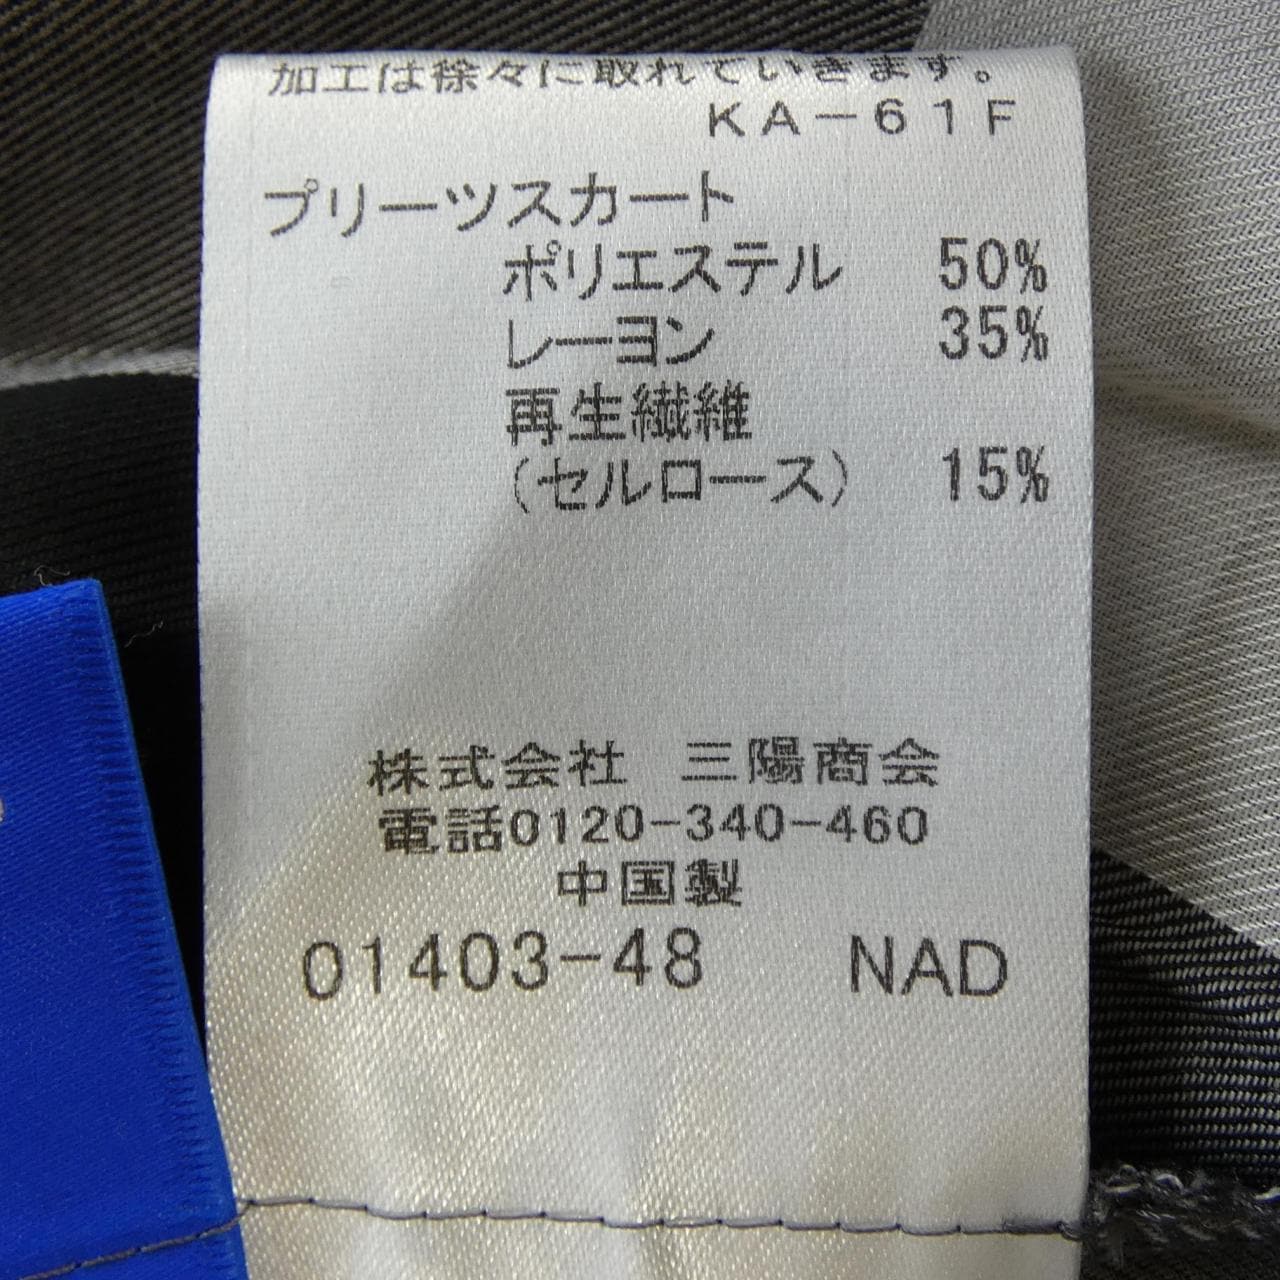 加工は徐々に取れていきます。
KA-61F
プリーツスカート
ポリエステル 50%
レーヨン 35%
再生繊維
(セルロース) 15%
株式会社 三陽商会
電話0120-340-460
中国製
01403-48 NAD